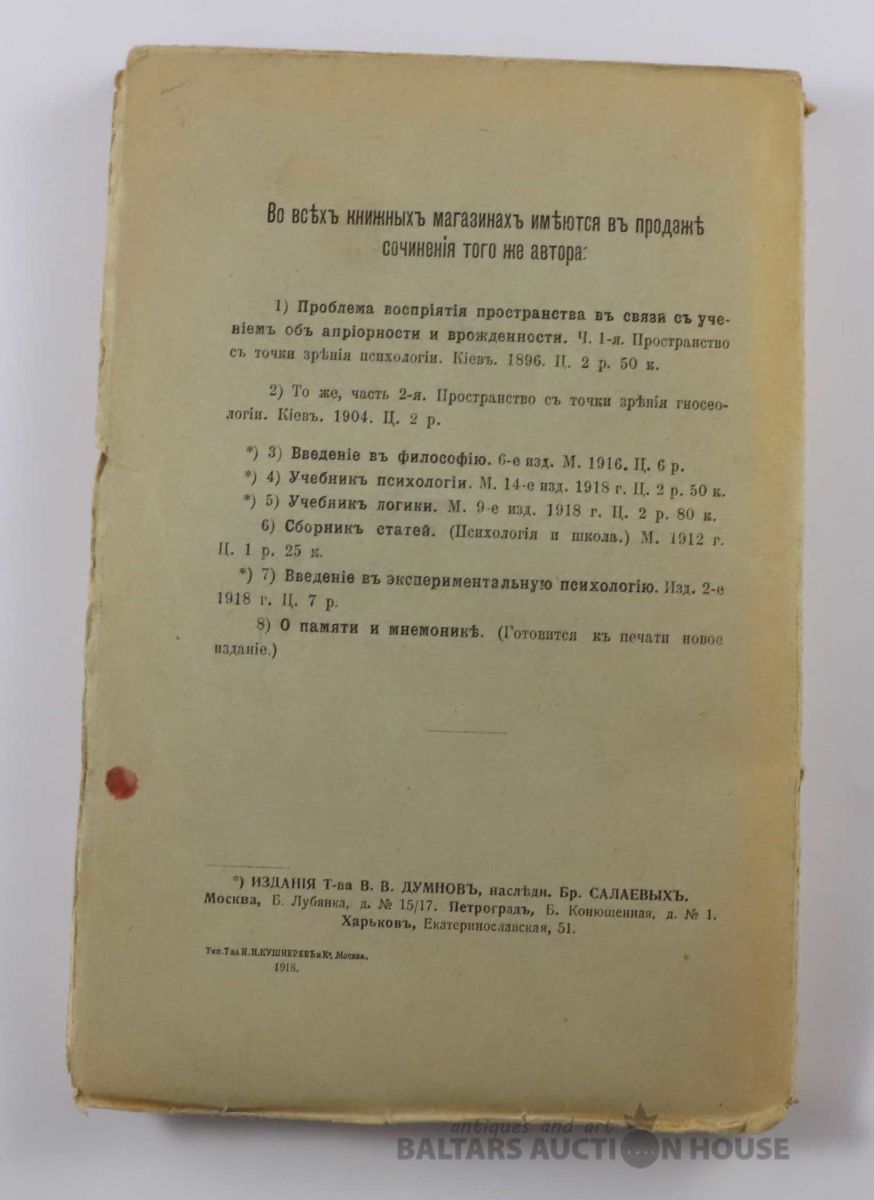 Во всѣхъ книжныхъ магазинахъ имѣются въ продажѣ
сочиненія того же автора:
1) Проблема воспріятія пространства въ связи съ уче-
ніемъ объ апріорности и врожденности. Ч. 1-я. Пространство
съ точки зрѣнія психологіи. Кіевъ. 1896. Ц. 2 р. 50 к.
2) То же, часть 2-я. Пространство съ точки зрѣнія гносео-
логіи. Кіевъ. 1904. Ц. 2 р.
*) 3) Введеніе въ философію. 6-е изд. М. 1916. Ц. 6 р.
*) 4) Учебникъ психологіи. М. 14-е изд. 1918 г. Ц. 2 р. 50 к.
*) 5) Учебникъ логики. М. 9-е изд. 1918 г. Ц. 2 р. 80 к.
6) Сборникъ статей. (Психологія и школа.) М. 1912 г.
Ц. 1 р. 25 к.
*) 7) Введеніе въ экспериментальную психологію. Изд. 2-е
1918 г. Ц. 7 р.
8) О памяти и мнемоникѣ. (Готовится къ печати новое
изданіе.)
*) ИЗДАНІЯ Т-ва В. В. ДУМНОВЪ, наслѣдн. Бр. САЛАЕВЫХЪ.
Москва, Б. Лубянка, д. № 15/17. Петроградъ, Б. Конюшенная, д. № 1.
Харьковъ, Екатеринославская, 51.
Тип. Т-ва И. Н. КУШНЕРЕВЪ и Ко. Москва,
1918.
antiques and art
BALTARS AUCTION HOUSE